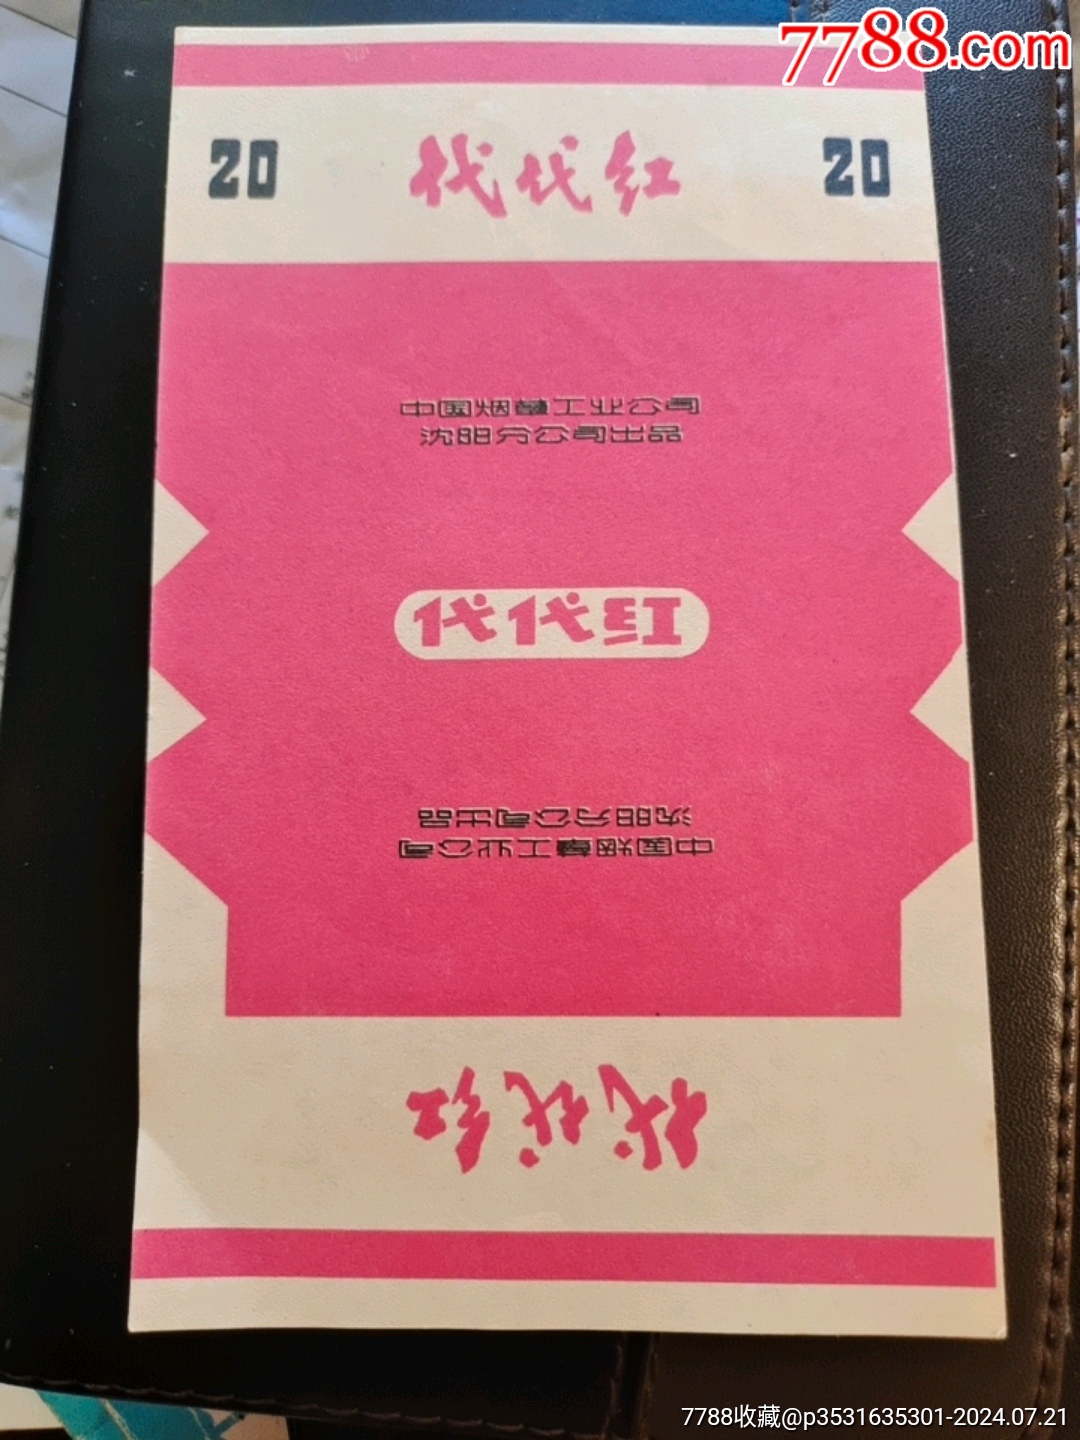 7788.com
20 代代红 20
中国烟草工业公司
沈阳分公司出品
代代红
沈阳分公司出品
中国烟草工业公司
代代红
7788收藏@p3531635301-2024.07.21